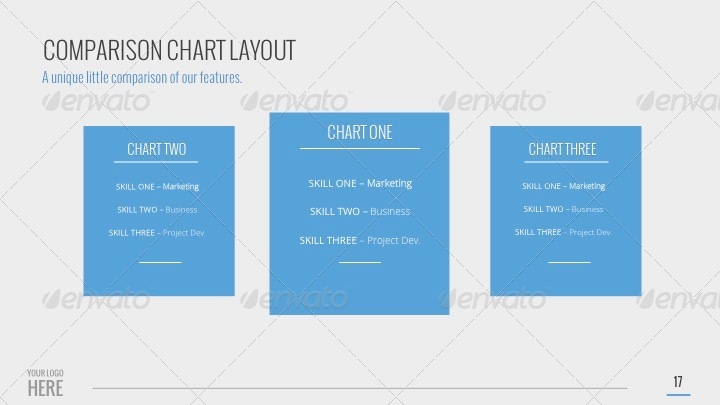 COMPARISON CHART LAYOUT
A unique little comparison of our features.
envato envato envato envato
CHART TWO
SKILL ONE – Marketing
SKILL TWO – Business
SKILL THREE – Project Dev.
CHART ONE
SKILL ONE – Marketing
SKILL TWO – Business
SKILL THREE – Project Dev.
CHART THREE
SKILL ONE – Marketing
SKILL TWO – Business
SKILL THREE – Project Dev.
envato envato envato envato
YOUR LOGO
HERE
17